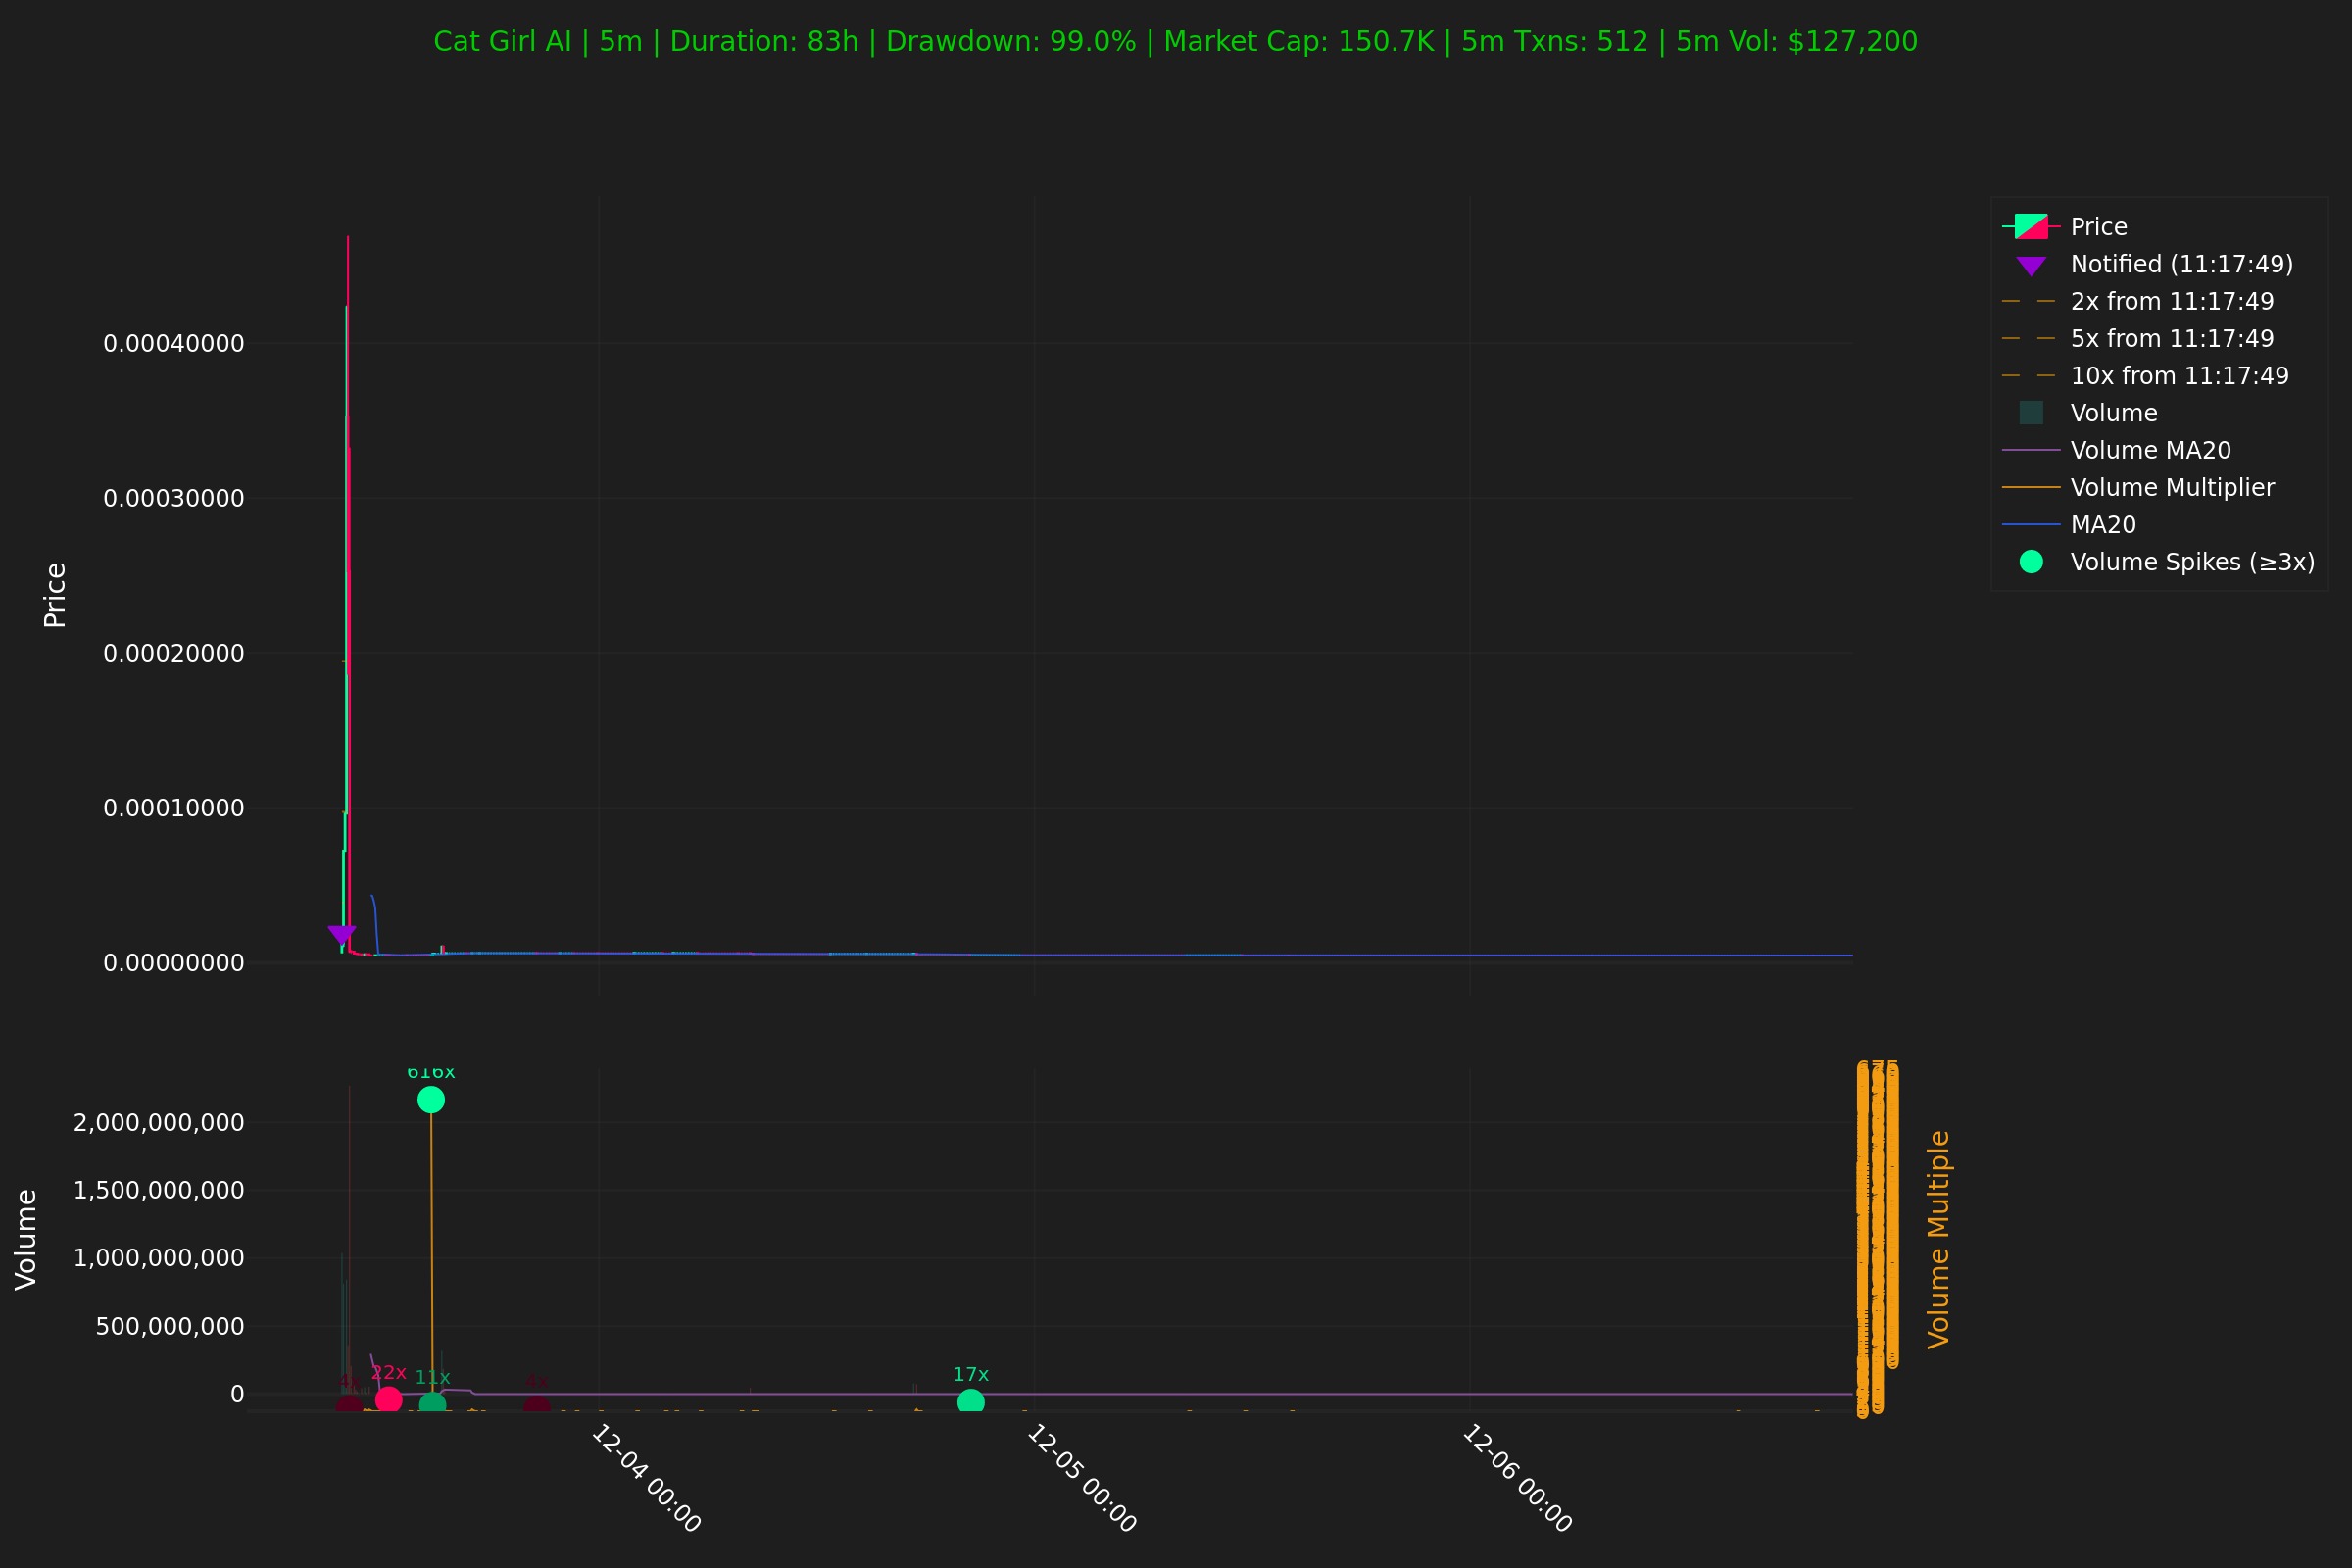 Cat Girl AI | 5m | Duration: 83h | Drawdown: 99.0% | Market Cap: 150.7K | 5m Txns: 512 | 5m Vol: $127,200
Price
0.00040000
0.00030000
0.00020000
0.00010000
0.00000000
Price
Notified (11:17:49)
2x from 11:17:49
5x from 11:17:49
10x from 11:17:49
Volume
Volume MA20
Volume Multiplier
MA20
Volume Spikes (≥3x)
Volume
2,000,000,000
1,500,000,000
1,000,000,000
500,000,000
0
616x
4x
22x
11x
4x
17x
Volume Multiple
12-04 00:00
12-05 00:00
12-06 00:00